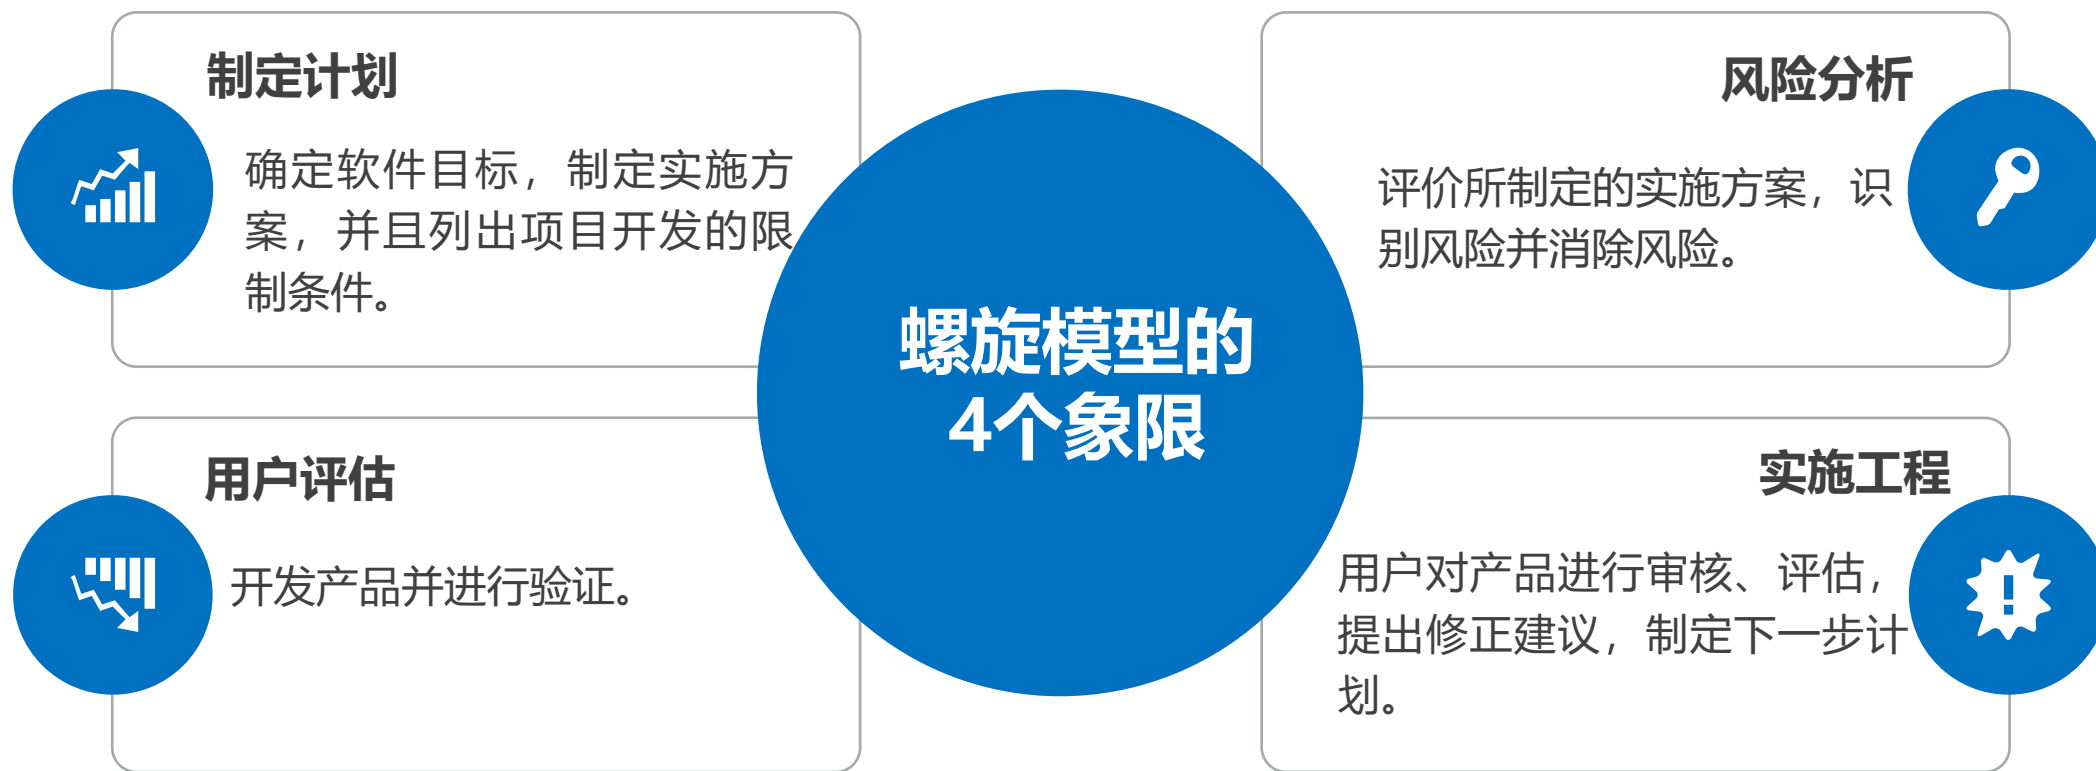 制定计划
确定软件目标，制定实施方
案，并且列出项目开发的限
制条件。
风险分析
评价所制定的实施方案，识
别风险并消除风险。
螺旋模型的
4个象限
用户评估
开发产品并进行验证。
实施工程
用户对产品进行审核、评估，
提出修正建议，制定下一步计
划。